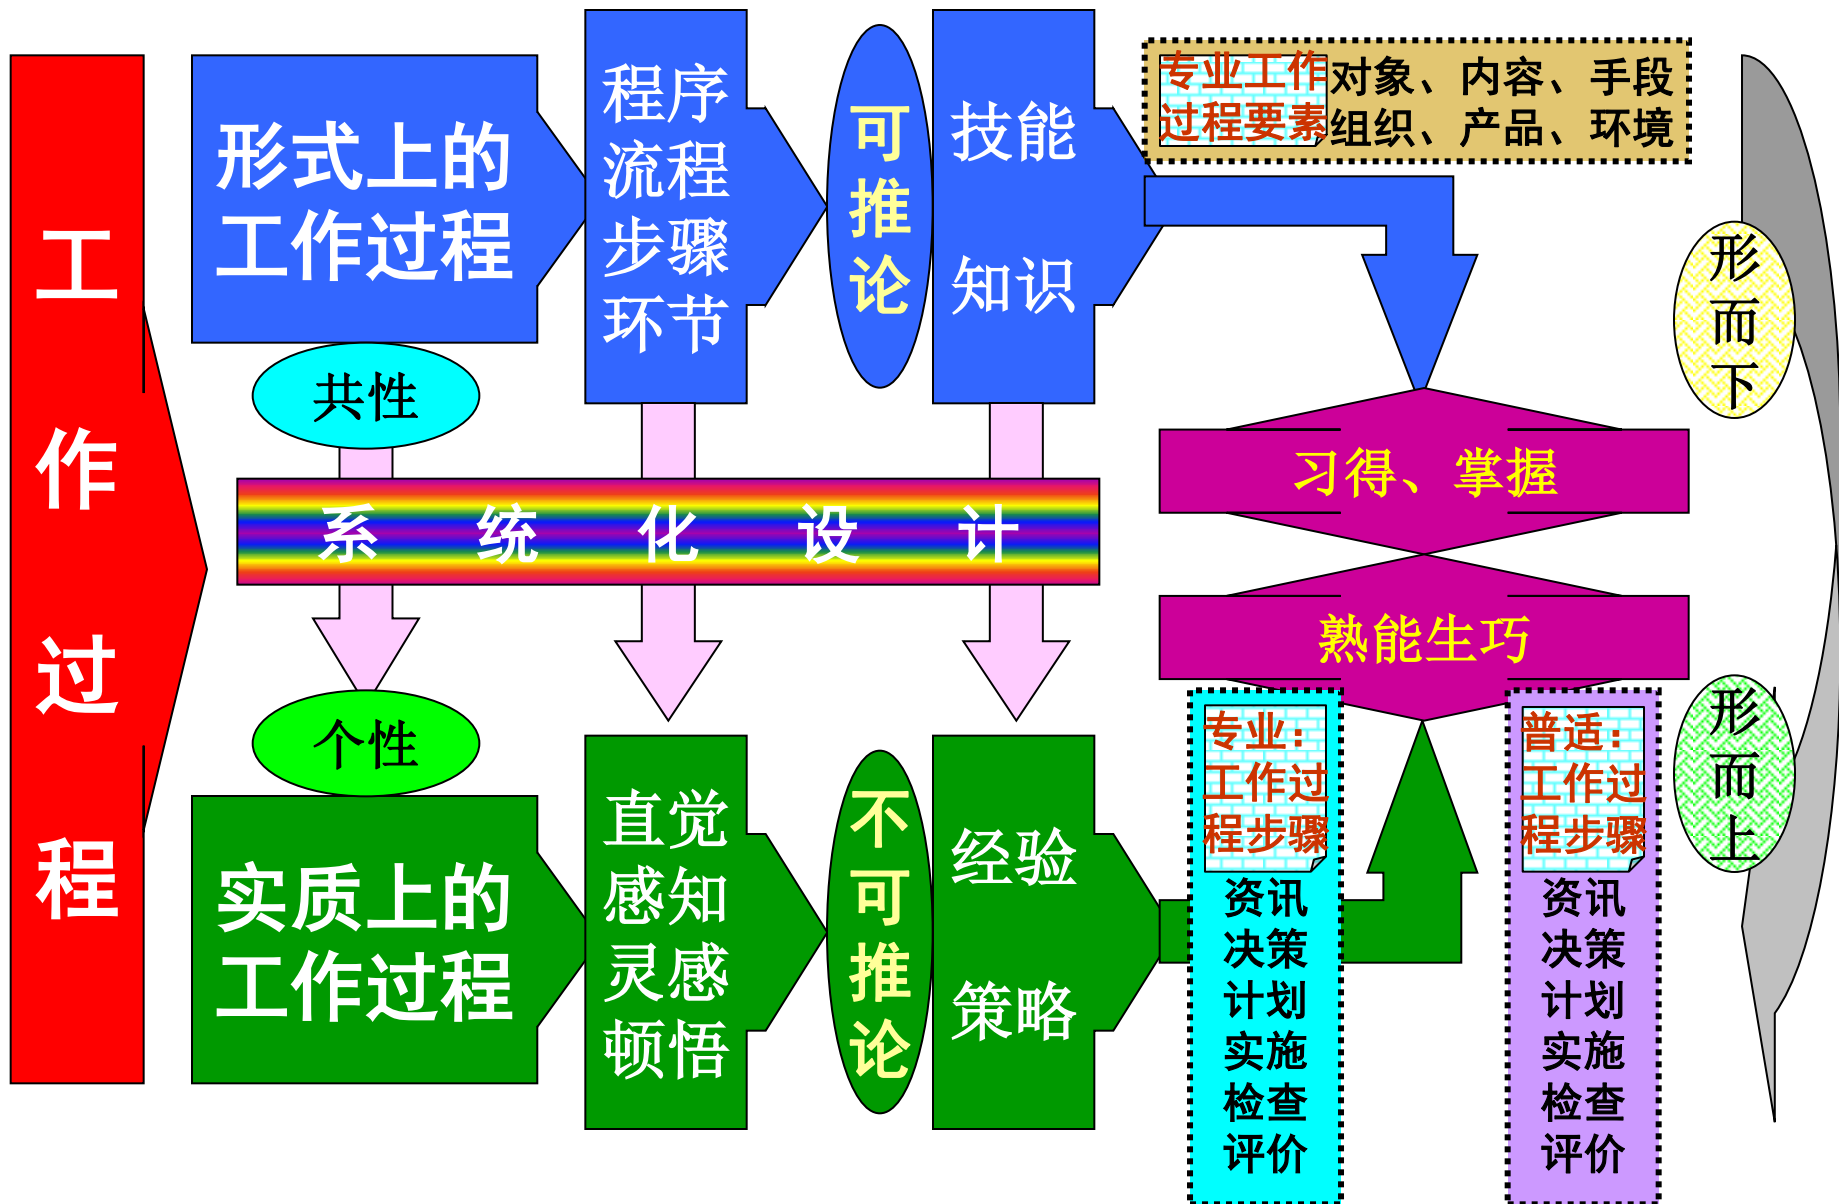 工
作
过
程
形式上的
工作过程
程序
流程
步骤
环节
可
推
论
技能
知识
专业工作
过程要素
对象、内容、手段
组织、产品、环境
共性
系统化设计
个性
习得、掌握
熟能生巧
形
而
下
实质上的
工作过程
直觉
感知
灵感
顿悟
不
可
推
论
经验
策略
专业：
工作过
程步骤
资讯
决策
计划
实施
检查
评价
普适：
工作过
程步骤
资讯
决策
计划
实施
检查
评价
形
而
上